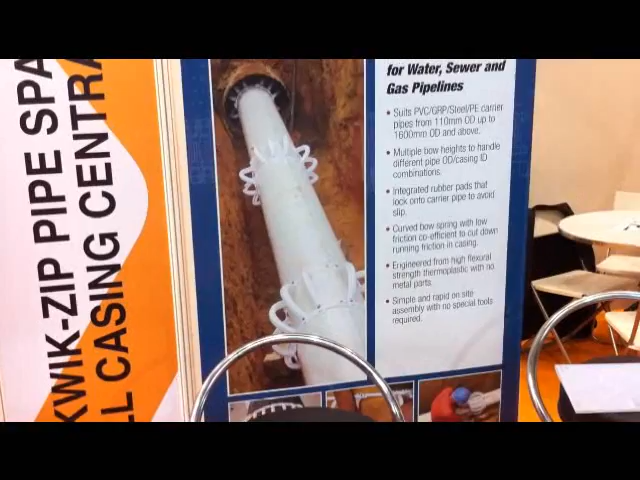 KWIK-ZIP PIPE SPA
LL CASING CENTRA
for Water, Sewer and
Gas Pipelines
• Suits PVC/GRP/Steel/PE carrier
pipes from 110mm OD up to
1600mm OD and above.
• Multiple bow heights to handle
different pipe OD/casing ID
combinations.
• Integrated rubber pads that
lock onto carrier pipe to avoid
slip.
• Curved bow spring with low
friction co-efficient to cut down
running friction in casing.
• Engineered from high flexural
strength thermoplastic with no
metal parts.
• Simple and rapid on site
assembly with no special tools
required.